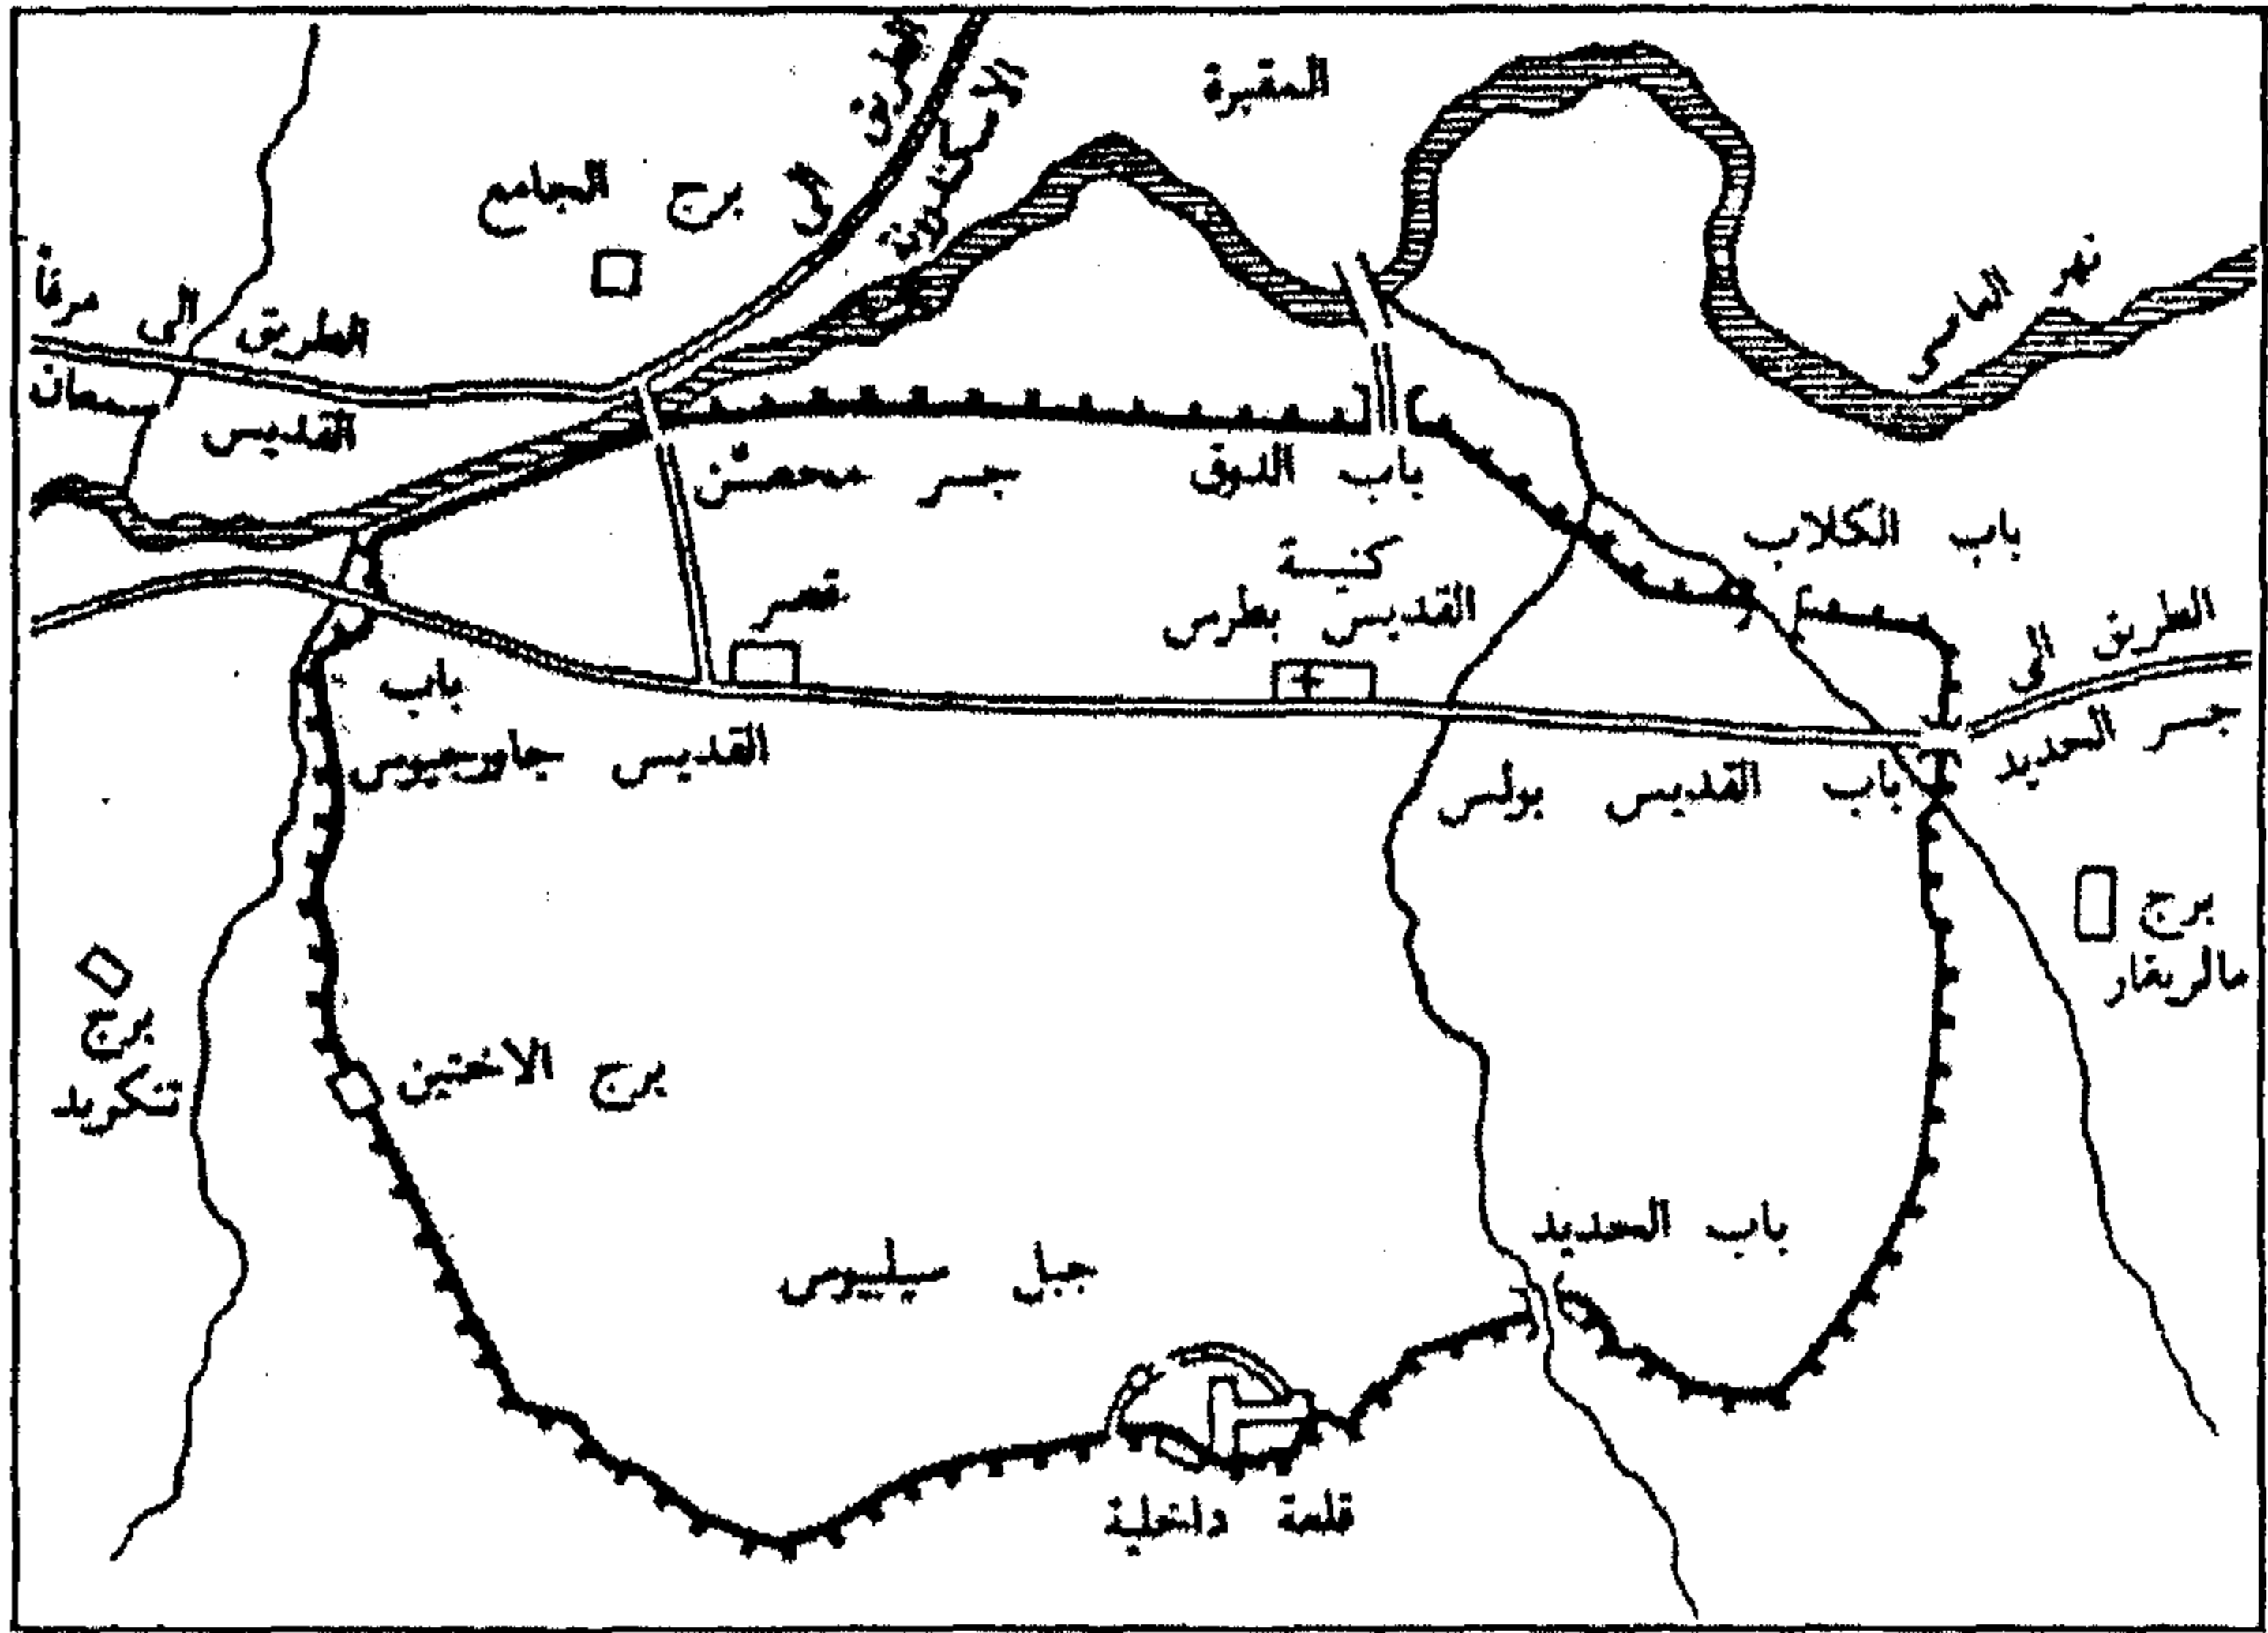 المقبرة
الطريق الى
الاسكندرونة
برج الجامع
نهر العاصي
الطريق الى مرفأ
القديس سمعان
جسر محصّن
باب الدوق
باب الكلاب
كنيسة
القديس بطرس
قصر
الطريق الى
جسر الحديد
باب
القديس جاورجيوس
باب القديس بولس
برج
مالريغار
برج
تنكريد
برج الاختين
باب الحديد
جبل سيلبيوس
قلعة داخلية